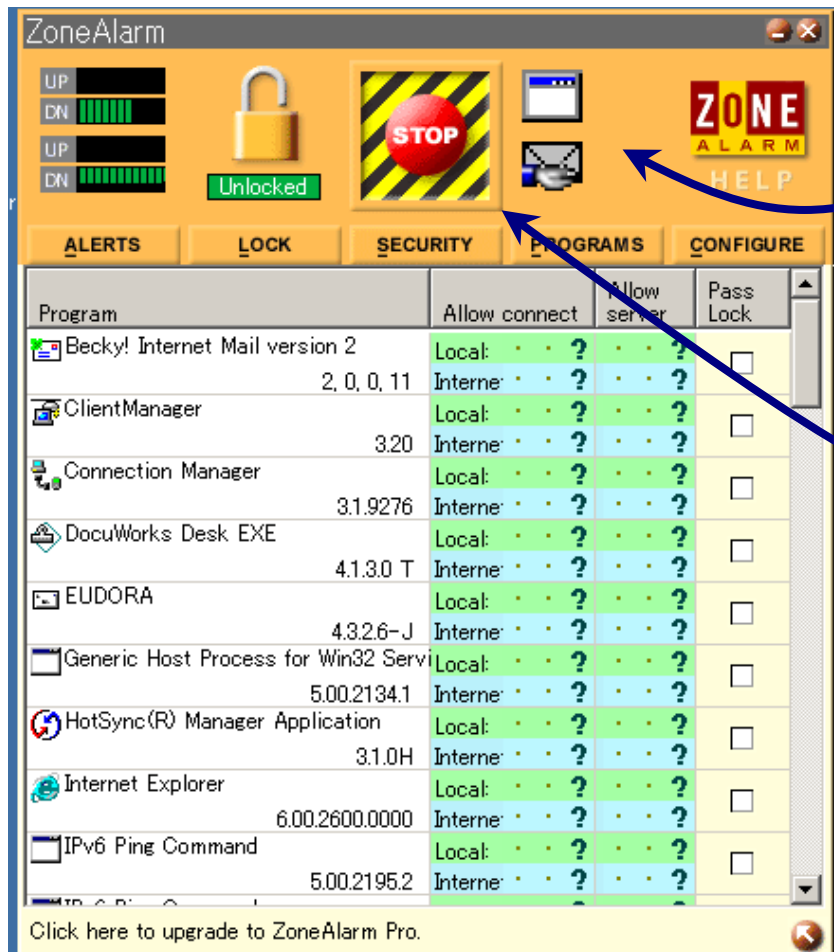 ZoneAlarm
UP
DN
UP
DN
Unlocked
STOP
ZONE
ALARM
HELP
ALERTS LOCK SECURITY PROGRAMS CONFIGURE
Program Allow connect Allow server Pass Lock
Becky! Internet Mail version 2 Local: ? ?
2, 0, 0, 11 Interne ? ?
ClientManager Local: ? ?
3.20 Interne ? ?
Connection Manager Local: ? ?
3.1.9276 Interne ? ?
DocuWorks Desk EXE Local: ? ?
4.1.3.0 T Interne ? ?
EUDORA Local: ? ?
4.3.2.6-J Interne ? ?
Generic Host Process for Win32 Servi Local: ? ?
5.00.2134.1 Interne ? ?
HotSync(R) Manager Application Local: ? ?
3.1.0H Interne ? ?
Internet Explorer Local: ? ?
6.00.2600.0000 Interne ? ?
IPv6 Ping Command Local: ? ?
5.00.2195.2 Interne ? ?
Click here to upgrade to ZoneAlarm Pro.